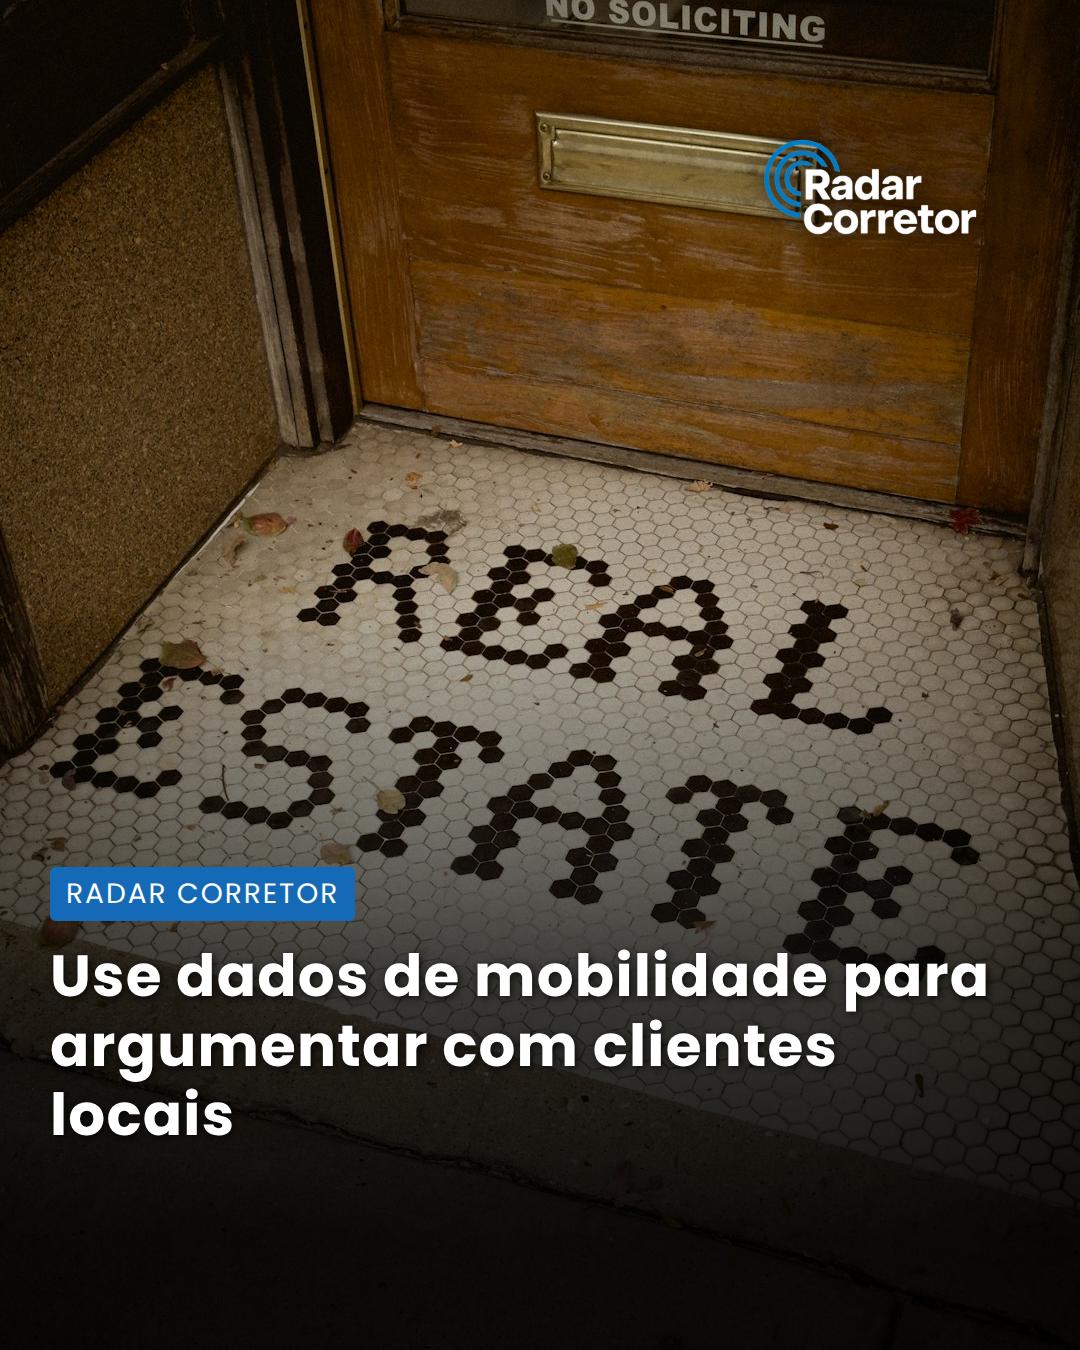 NO SOLICITING
Radar
Corretor
REAL
ESTATE
RADAR CORRETOR
Use dados de mobilidade para
argumentar com clientes
locais